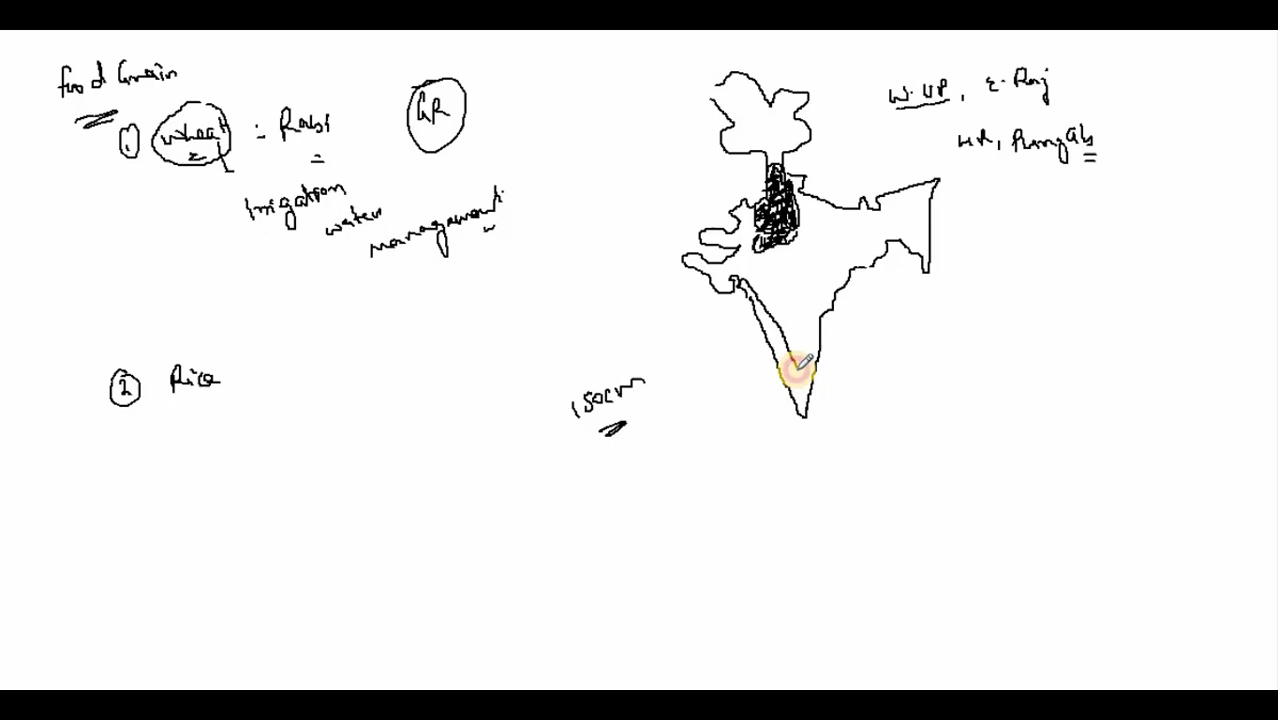 food Grain
1. wheat = Rabi
GR
Irrigation
water
management
2 Rice
150cm
W. UP, E. Raj
HR, Punjab